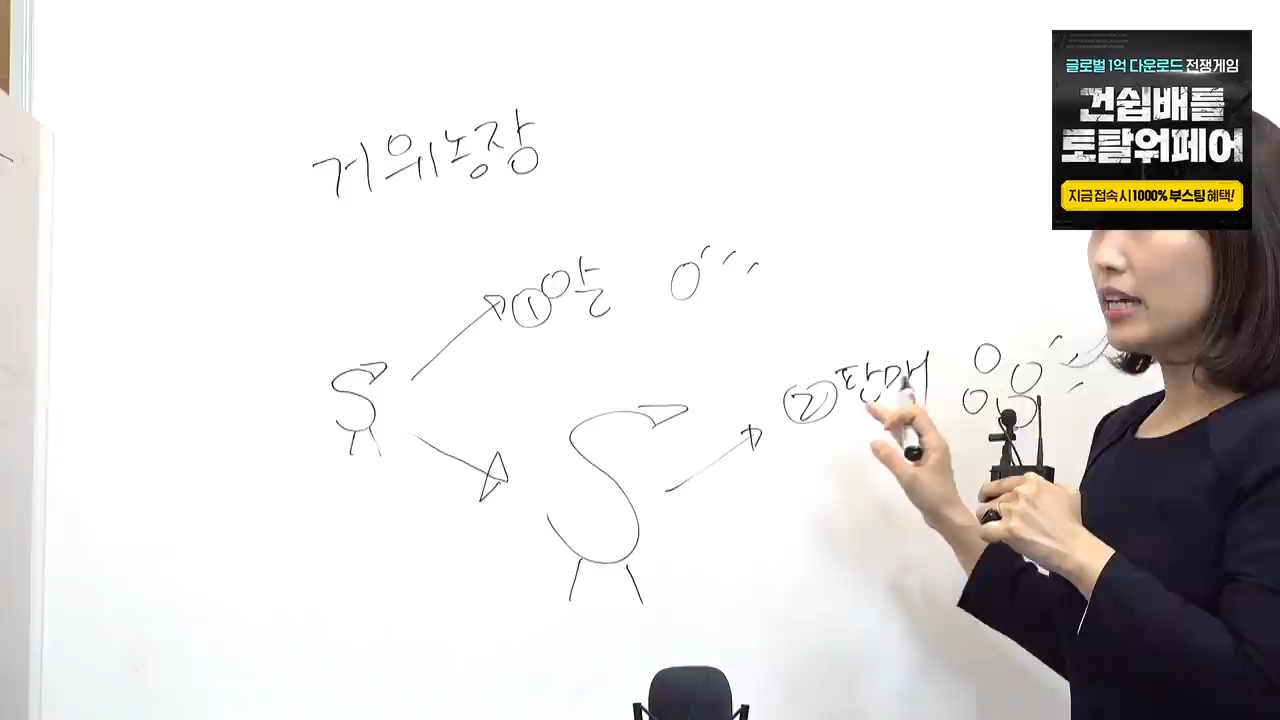 거위농장
① 알
② 판매
글로벌 1억 다운로드 전쟁게임
건쉽배틀
토탈워페어
지금 접속 시 1000% 부스팅 혜택!